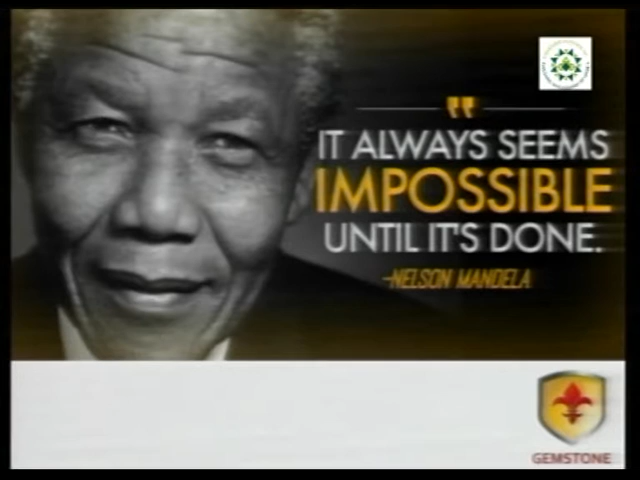 "
IT ALWAYS SEEMS
IMPOSSIBLE
UNTIL IT'S DONE.
-NELSON MANDELA
GEMSTONE